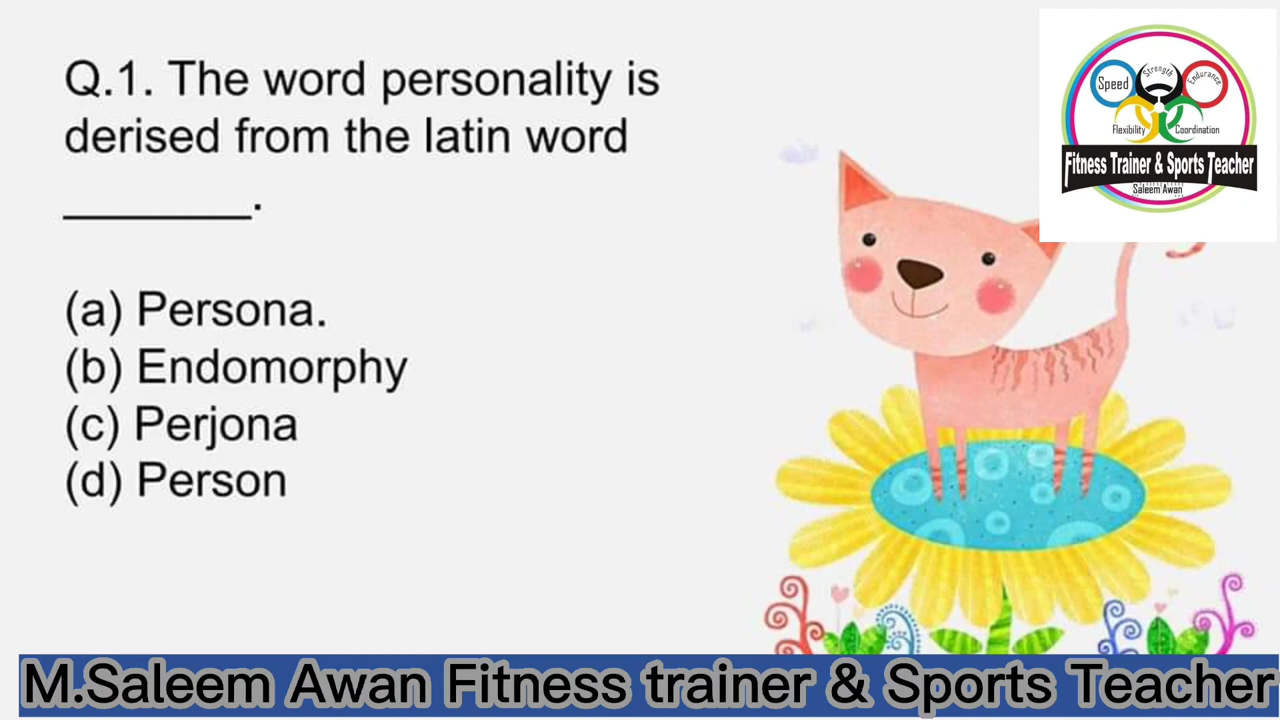 Q.1. The word personality is
derised from the latin word
________.
(a) Persona.
(b) Endomorphy
(c) Perjona
(d) Person
Speed
Strength
Endurance
Flexibility
Coordination
Fitness Trainer & Sports Teacher
Saleem Awan
M.Saleem Awan Fitness trainer & Sports Teacher